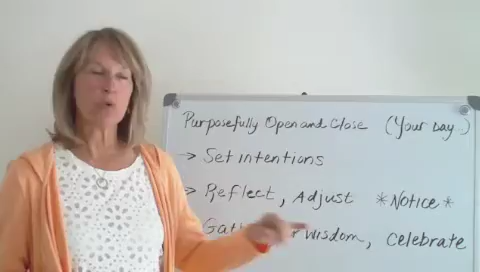 Purposefully Open and Close (Your Day...)
→ Set intentions
→ Reflect, Adjust *Notice*
Wisdom, Celebrate